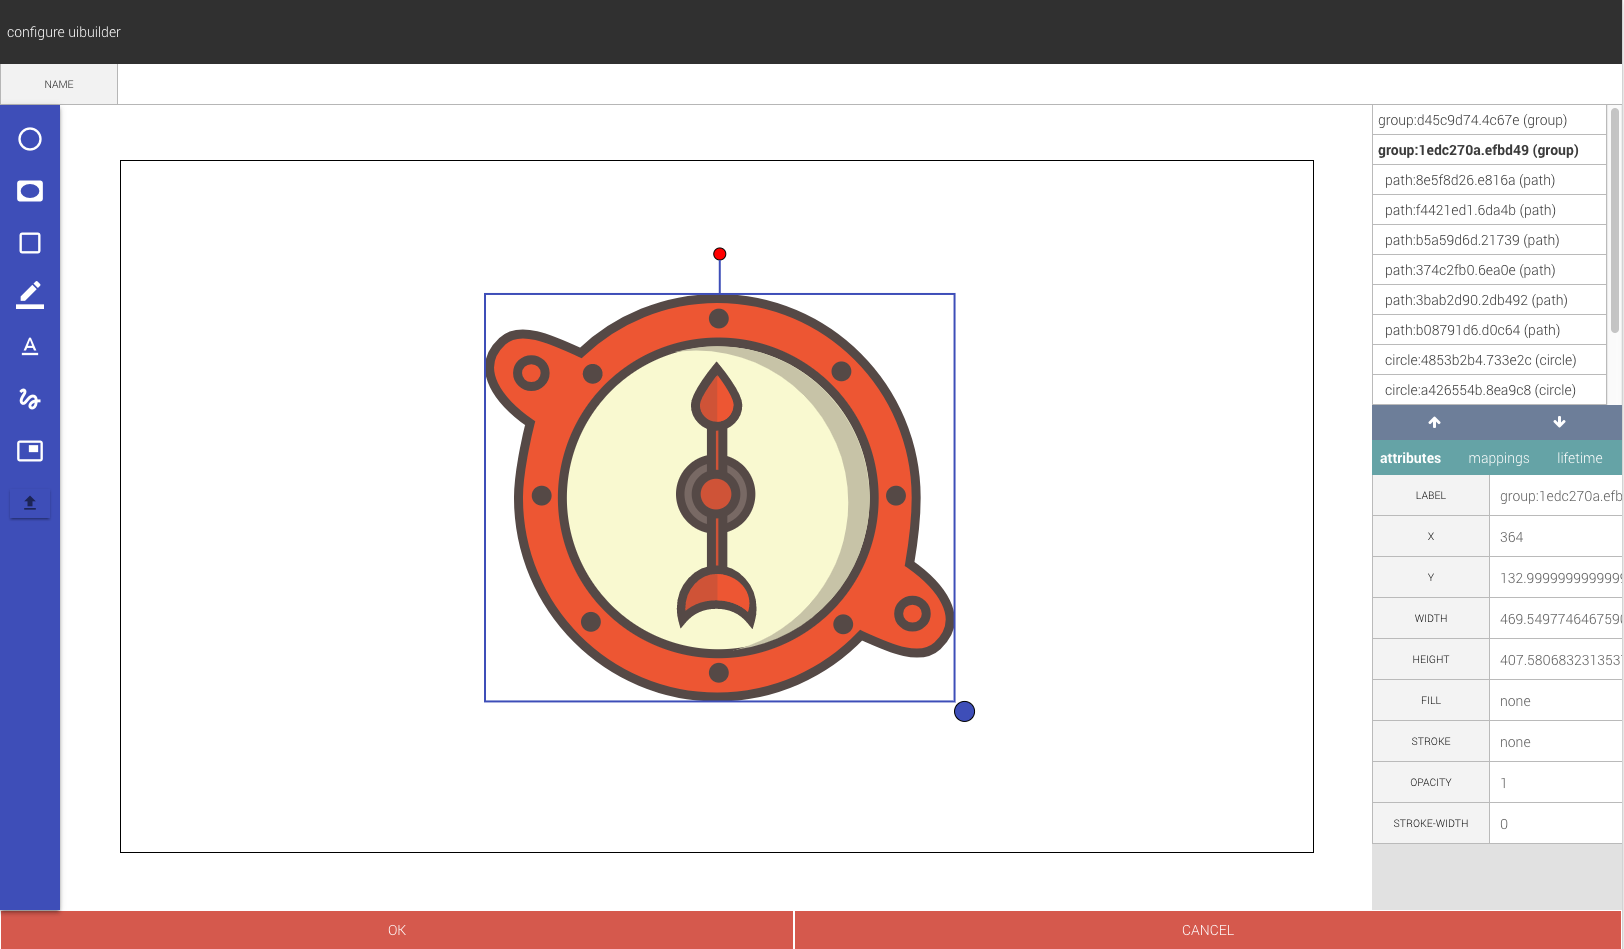 configure uibuilder
NAME
group:d45c9d74.4c67e (group)
group:1edc270a.efbd49 (group)
path:8e5f8d26.e816a (path)
path:f4421ed1.6da4b (path)
path:b5a59d6d.21739 (path)
path:374c2fb0.6ea0e (path)
path:3bab2d90.2db492 (path)
path:b08791d6.d0c64 (path)
circle:4853b2b4.733e2c (circle)
circle:a426554b.8ea9c8 (circle)
A
attributes mappings lifetime
LABEL group:1edc270a.efb
X 364
Y 132.9999999999999
WIDTH 469.5497746467590
HEIGHT 407.580683231353
FILL none
STROKE none
OPACITY 1
STROKE-WIDTH 0
OK CANCEL